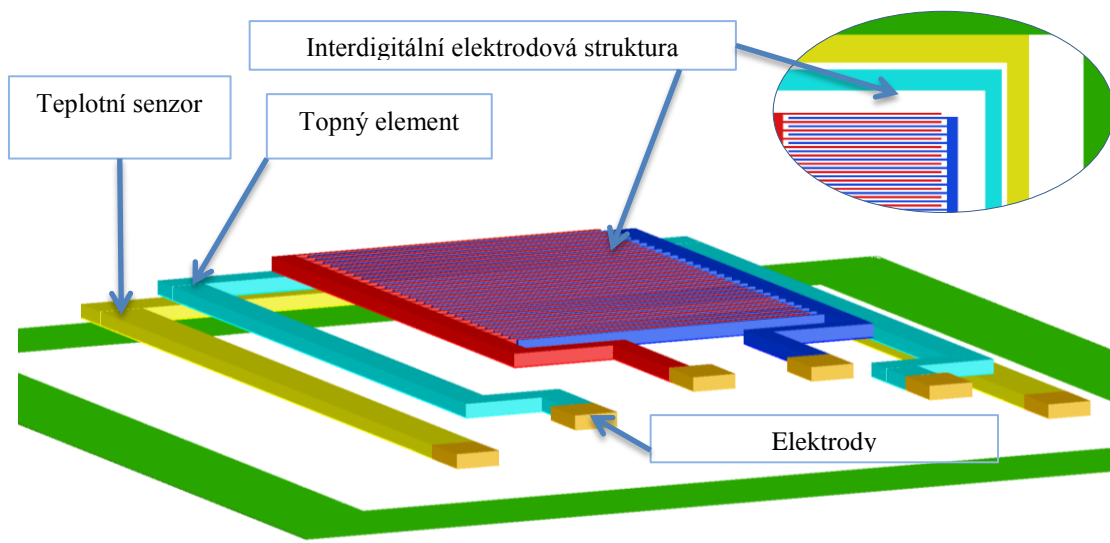 Interdigitální elektrodová struktura
Teplotní senzor
Topný element
Elektrody